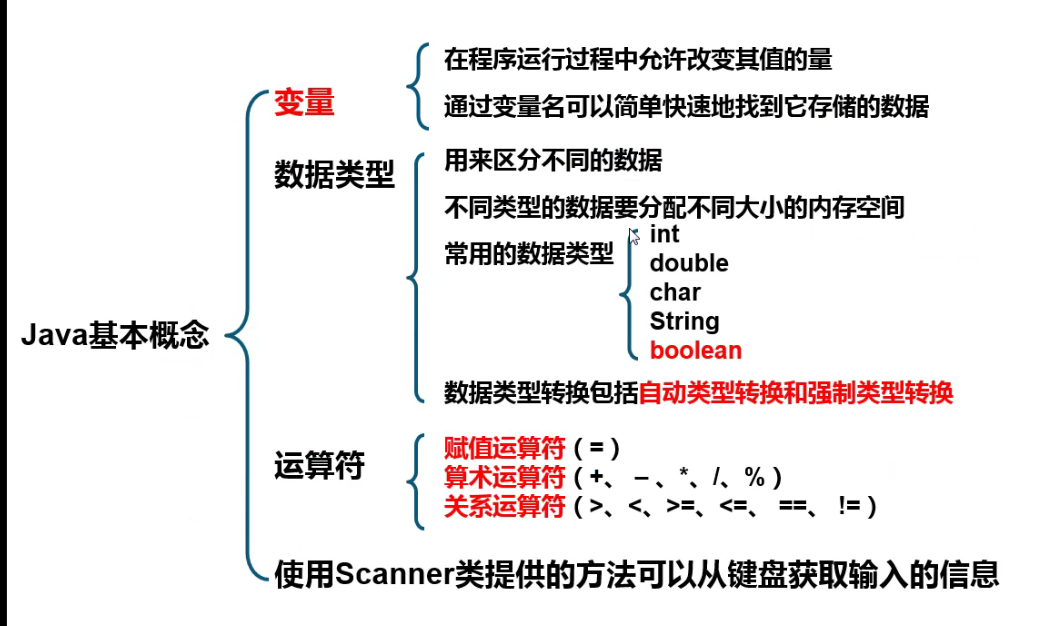 在程序运行过程中允许改变其值的量
变量
通过变量名可以简单快速地找到它存储的数据
用来区分不同的数据
数据类型
不同类型的数据要分配不同大小的内存空间
int
常用的数据类型
double
char
String
Java基本概念
boolean
数据类型转换包括自动类型转换和强制类型转换
赋值运算符 ( = )
运算符
算术运算符 ( +、 – 、*、/、% )
关系运算符 ( >、<、>=、<=、 ==、 != )
使用Scanner类提供的方法可以从键盘获取输入的信息